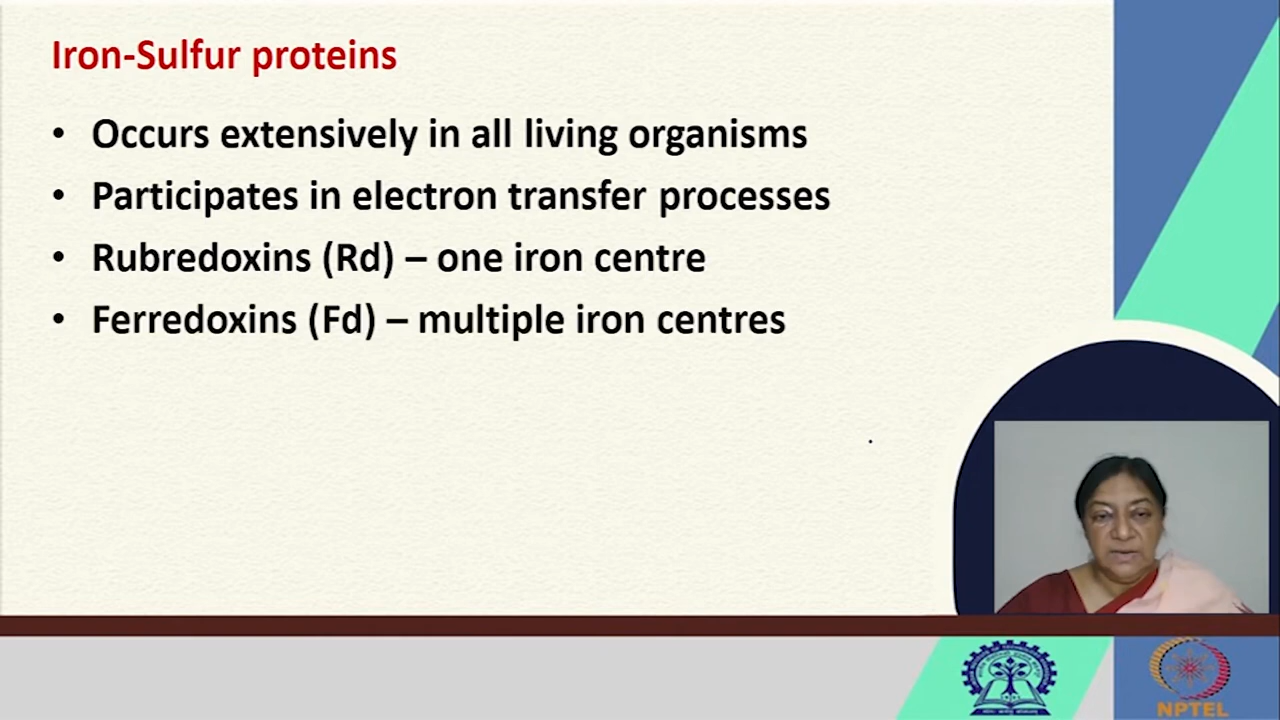 Iron-Sulfur proteins
• Occurs extensively in all living organisms
• Participates in electron transfer processes
• Rubredoxins (Rd) – one iron centre
• Ferredoxins (Fd) – multiple iron centres
NPTEL